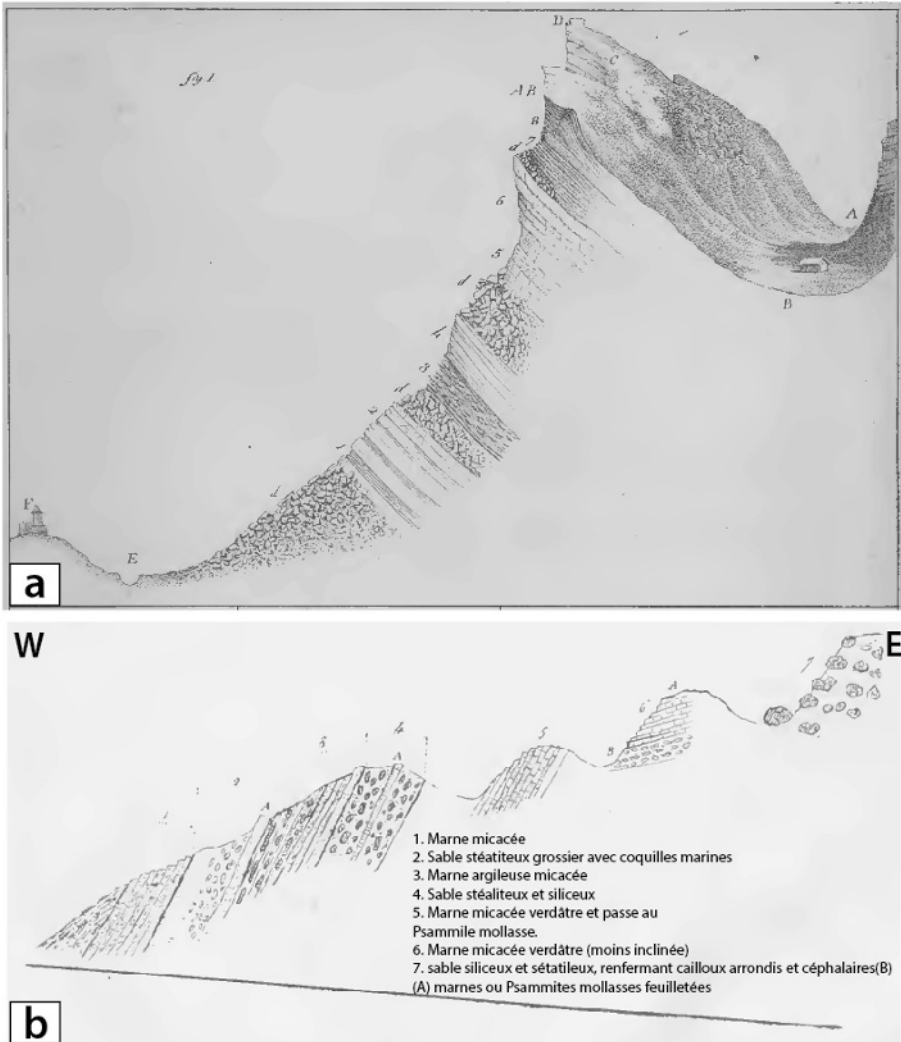 fig 1
D
C
A B
8
7
d
6
A
5
d
B
4
3
d
2
1
d
F
E
a
W
E
7
A
6
5
4
B
A
A
1. Marne micacée
2. Sable stéatiteux grossier avec coquilles marines
3. Marne argileuse micacée
4. Sable stéaliteux et siliceux
5. Marne micacée verdâtre et passe au
Psammile mollasse.
6. Marne micacée verdâtre (moins inclinée)
7. sable siliceux et sétatileux, renfermant cailloux arrondis et céphalaires(B)
(A) marnes ou Psammites mollasses feuilletées
b